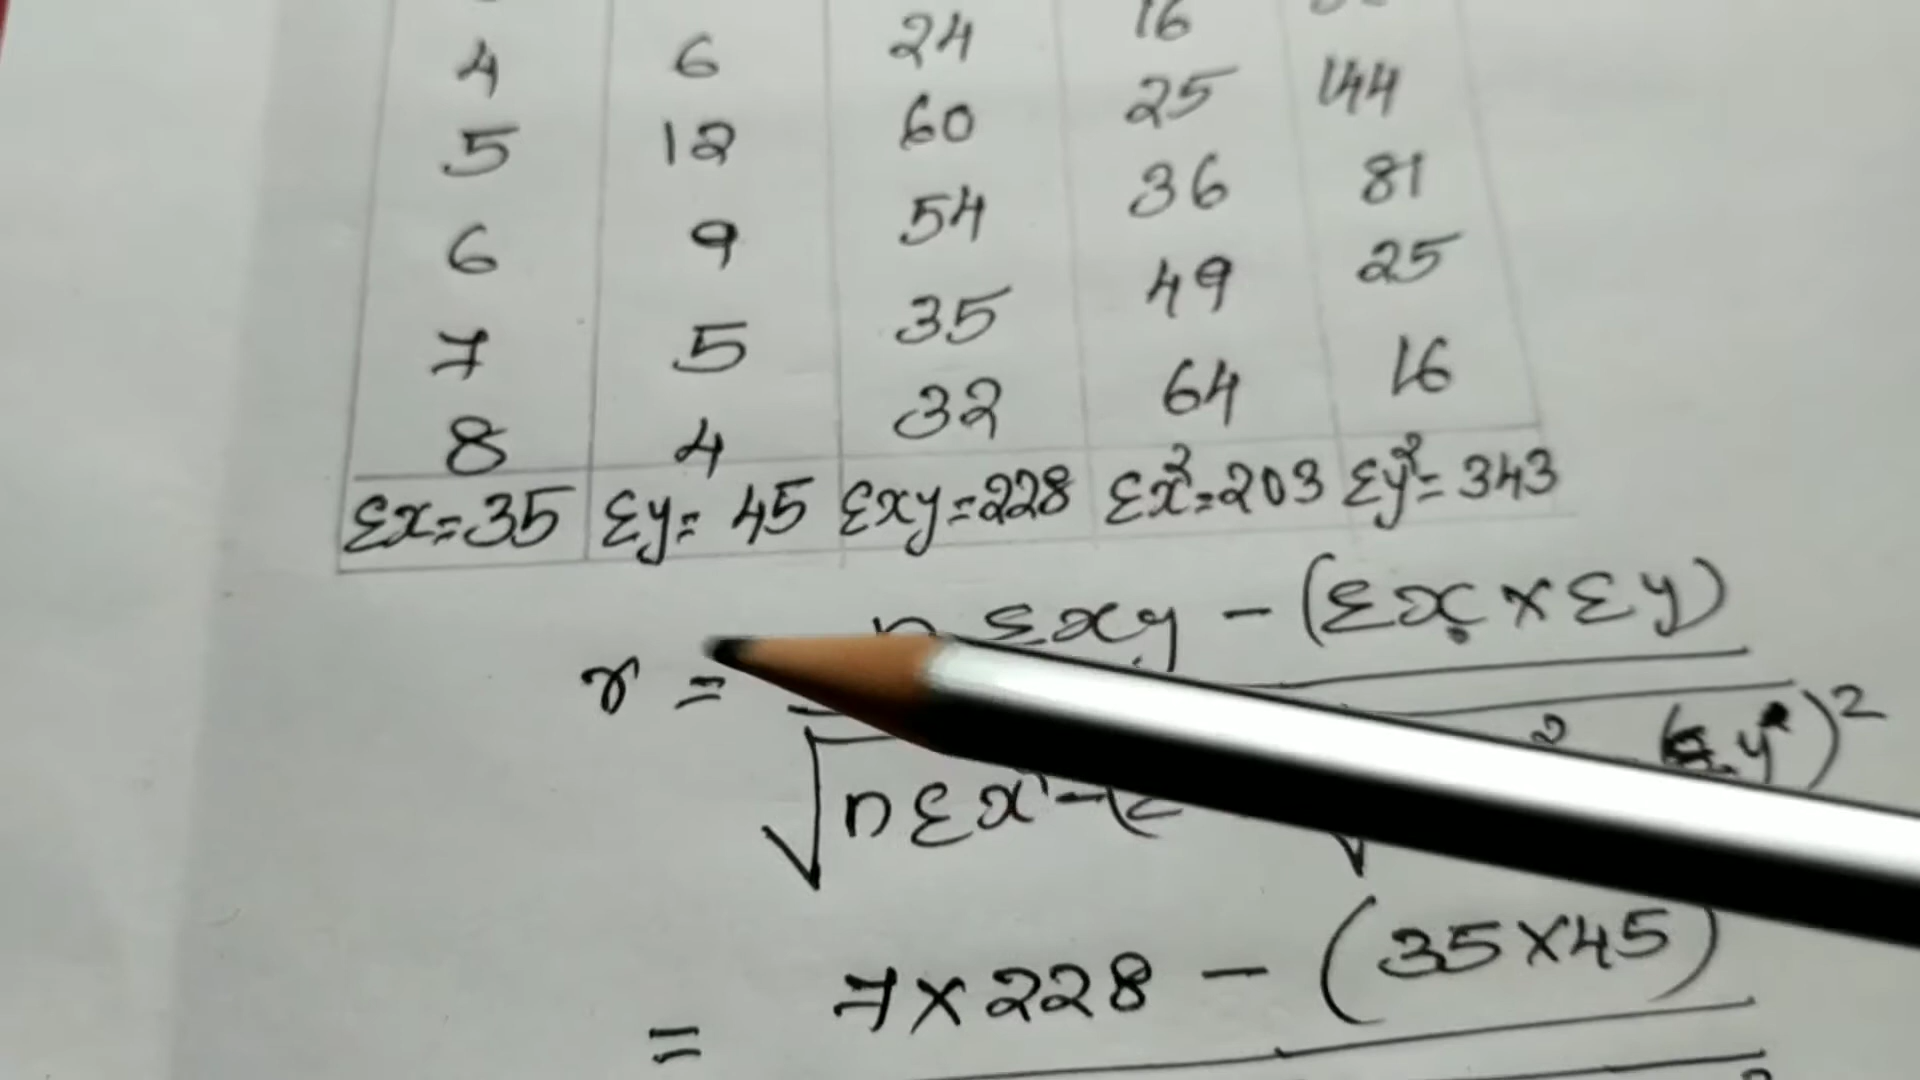 24 16
4 6 60 25 144
5 12 54 36 81
6 9 35 49 25
7 5 32 64 16
8 4
Σx=35 Σy=45 Σxy=228 Σx²=203 Σy²=343
r = n Σxy - (Σx × Σy)
√nΣx - (Σ y)²
= 7×228 - (35×45)